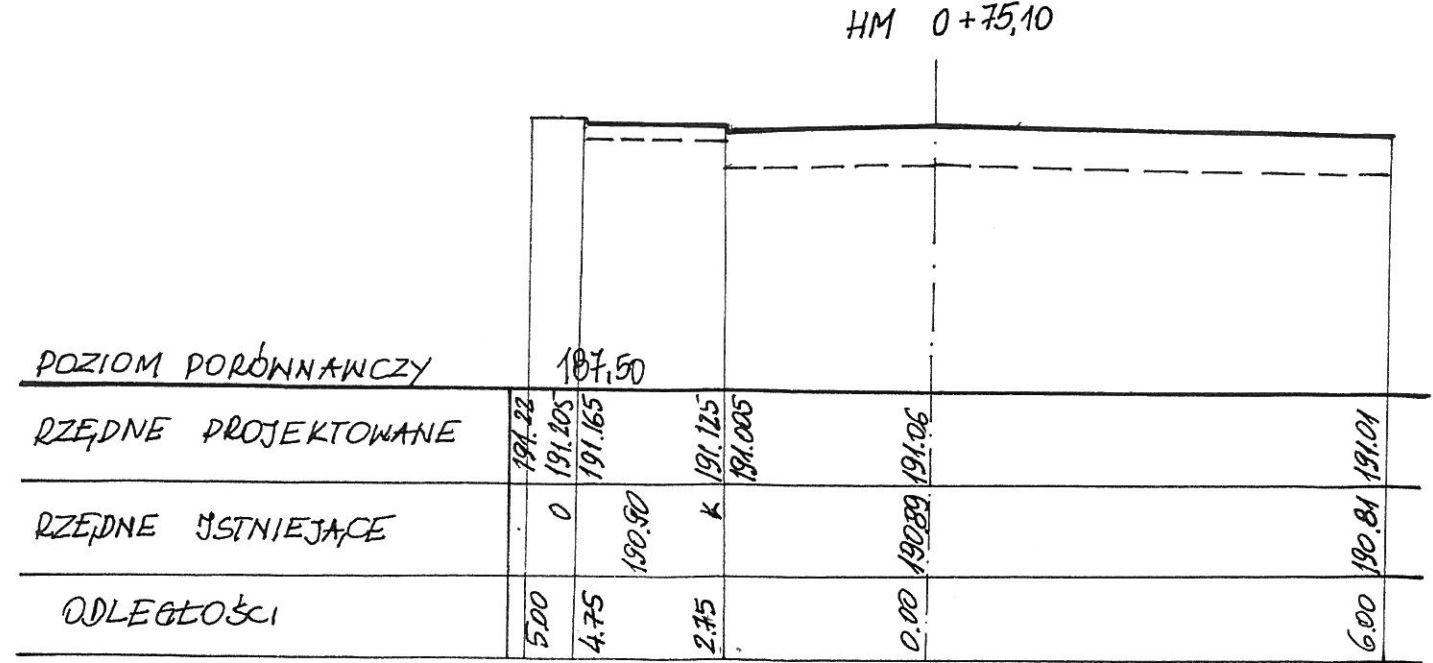 HM 0+75,10
POZIOM PORÓWNAWCZY 187,50
RZĘDNE PROJEKTOWANE 191.22 191.205 191.165 191.125 191.005 191.06 191.01
RZĘDNE ISTNIEJĄCE 0 190.90 K 190.89 190.81
ODLEGŁOŚCI 5.00 4.75 2.75 0.00 6.00